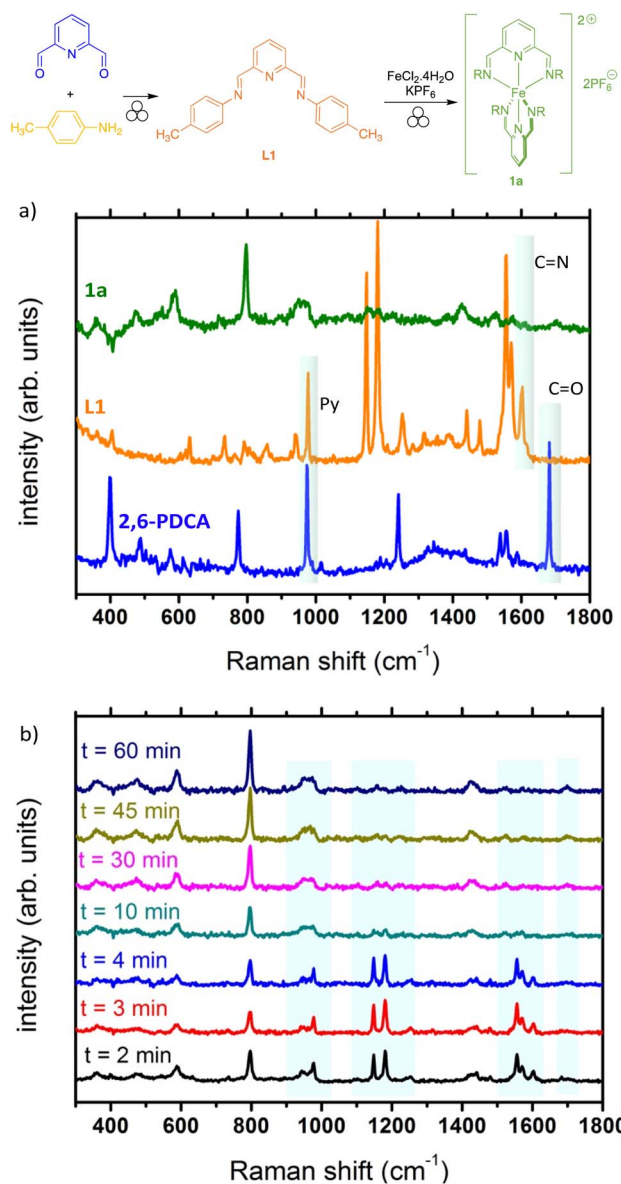 O
N
O
+
H3C
NH2
N
N
N
H3C
CH3
L1
FeCl2.4H2O
KPF6
2⊕
N
RN
NR
Fe
RN
NR
N
2PF6⊖
1a
a)
1a
C=N
L1
Py
C=O
2,6-PDCA
intensity (arb. units)
400 600 800 1000 1200 1400 1600 1800
Raman shift (cm-1)
b)
t = 60 min
t = 45 min
t = 30 min
t = 10 min
t = 4 min
t = 3 min
t = 2 min
intensity (arb. units)
400 600 800 1000 1200 1400 1600 1800
Raman shift (cm-1)